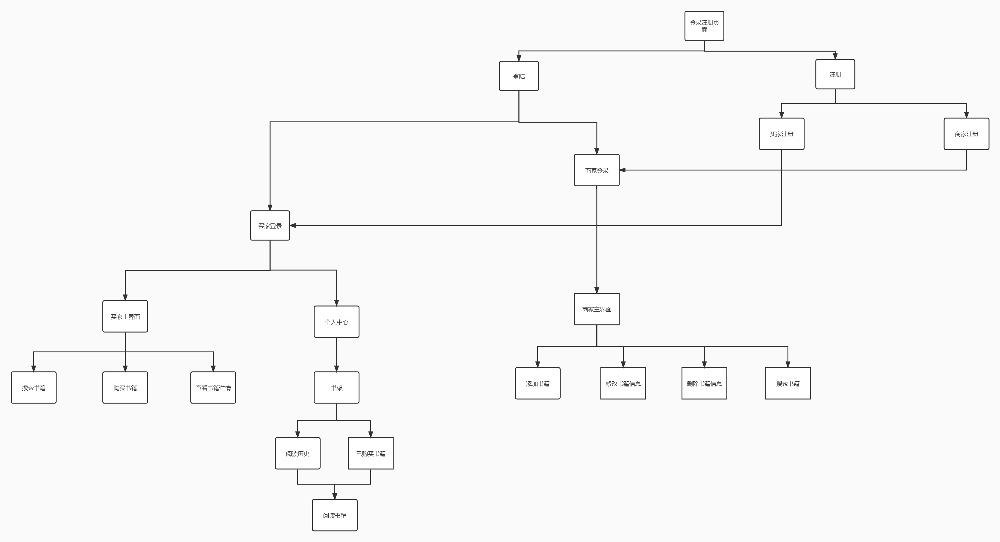 登录注册页
面
登陆
注册
买家注册
商家注册
商家登录
买家登录
买家主界面
个人中心
商家主界面
搜索书籍
购买书籍
查看书籍详情
书架
添加书籍
修改书籍信息
删除书籍信息
搜索书籍
阅读历史
已购买书籍
阅读书籍